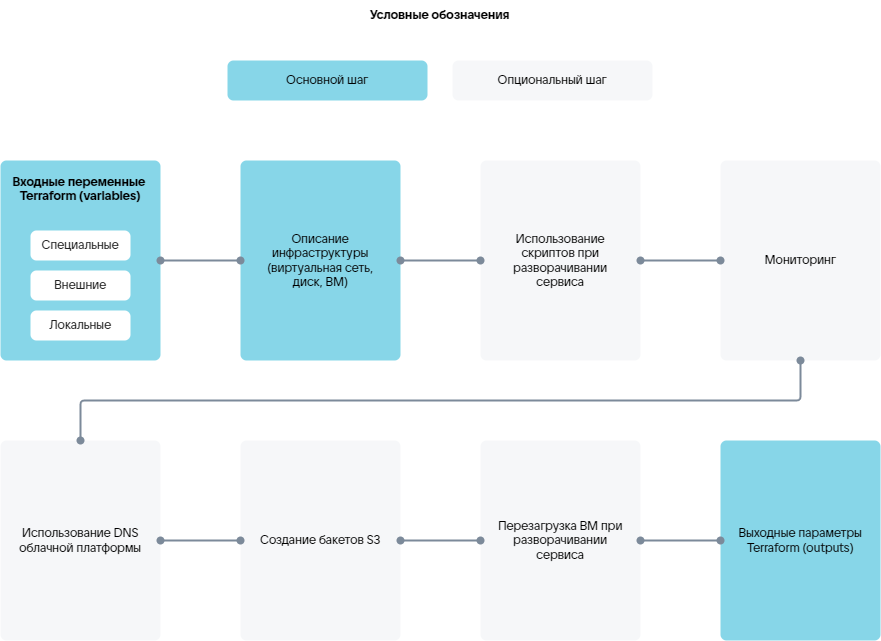 Условные обозначения
Основной шаг
Опциональный шаг
Входные переменные
Terraform (variables)
Специальные
Внешние
Локальные
Описание
инфраструктуры
(виртуальная сеть,
диск, ВМ)
Использование
скриптов при
разворачивании
сервиса
Мониторинг
Использование DNS
облачной платформы
Создание бакетов S3
Перезагрузка ВМ при
разворачивании
сервиса
Выходные параметры
Terraform (outputs)